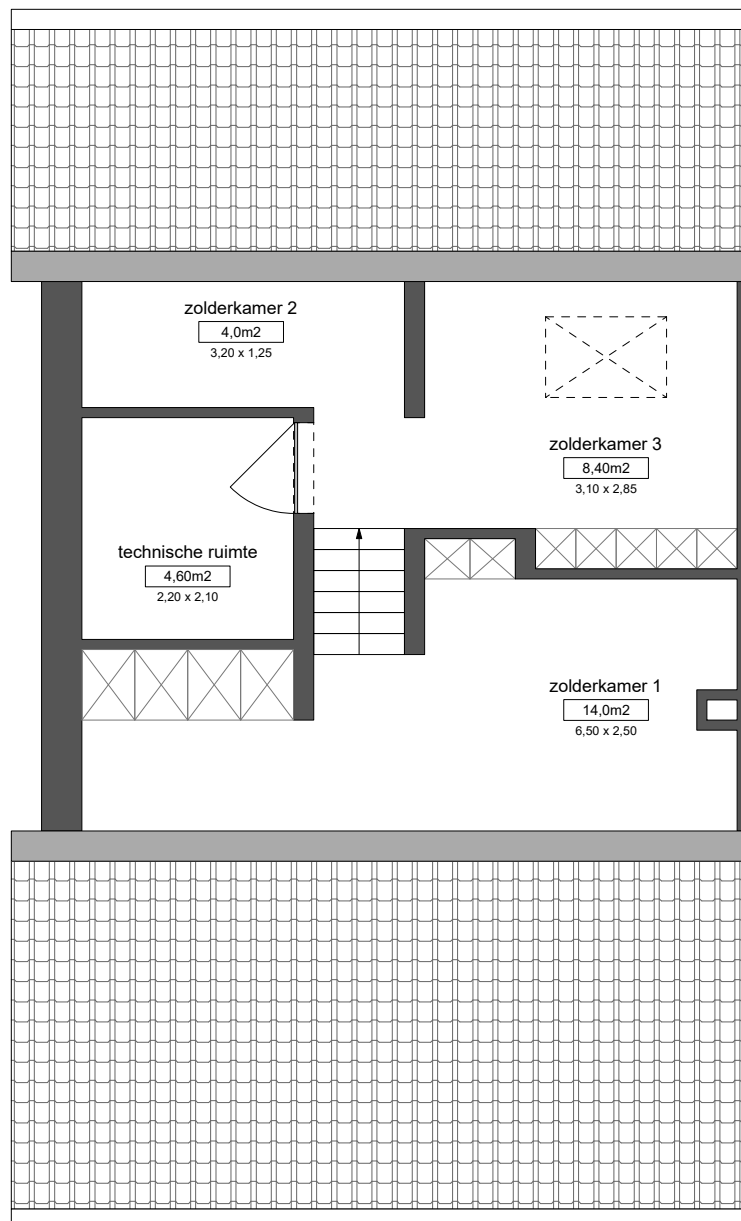 zolderkamer 2
4,0m2
3,20 x 1,25
zolderkamer 3
8,40m2
3,10 x 2,85
technische ruimte
4,60m2
2,20 x 2,10
zolderkamer 1
14,0m2
6,50 x 2,50